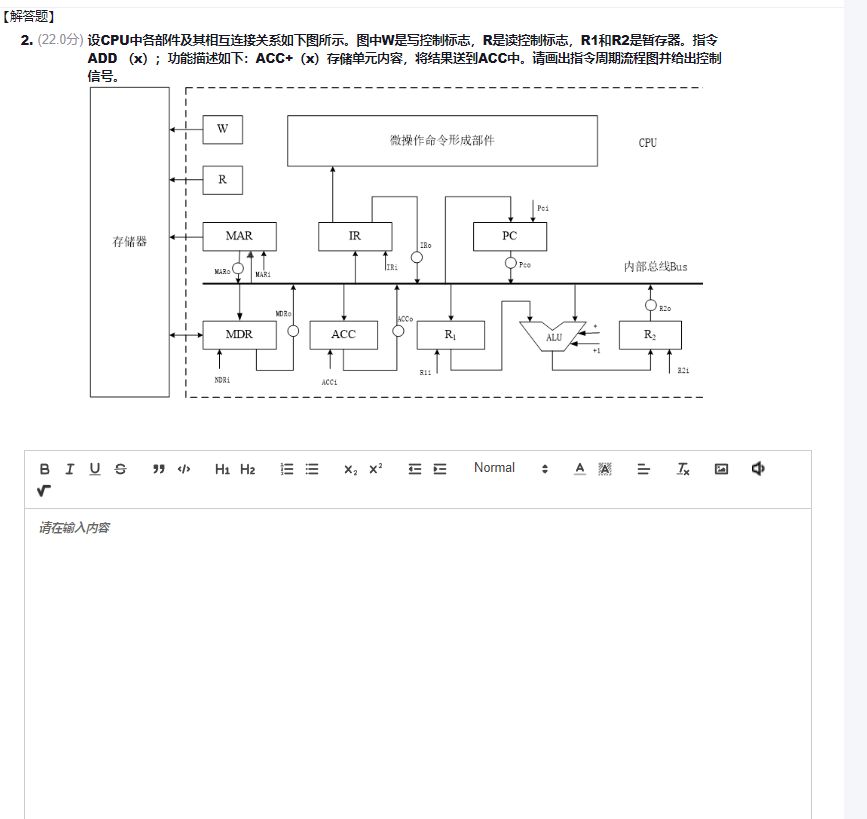 【解答题】
2. (22.0分) 设CPU中各部件及其相互连接关系如下图所示。图中W是写控制标志，R是读控制标志，R1和R2是暂存器。指令
ADD （x）；功能描述如下：ACC+（x）存储单元内容，将结果送到ACC中。请画出指令周期流程图并给出控制
信号。
W
微操作命令形成部件
CPU
R
存储器
MAR
IR
PC
Pci
IRo
MARo
MARi
IRi
Pco
内部总线Bus
MDRo
ACCo
R2o
MDR
ACC
R₁
ALU
+
+1
R₂
NDRi
ACCi
R1i
R2i
B I U S ” </> H1 H2 X₂ X² Normal A A Tx
√
请在输入内容